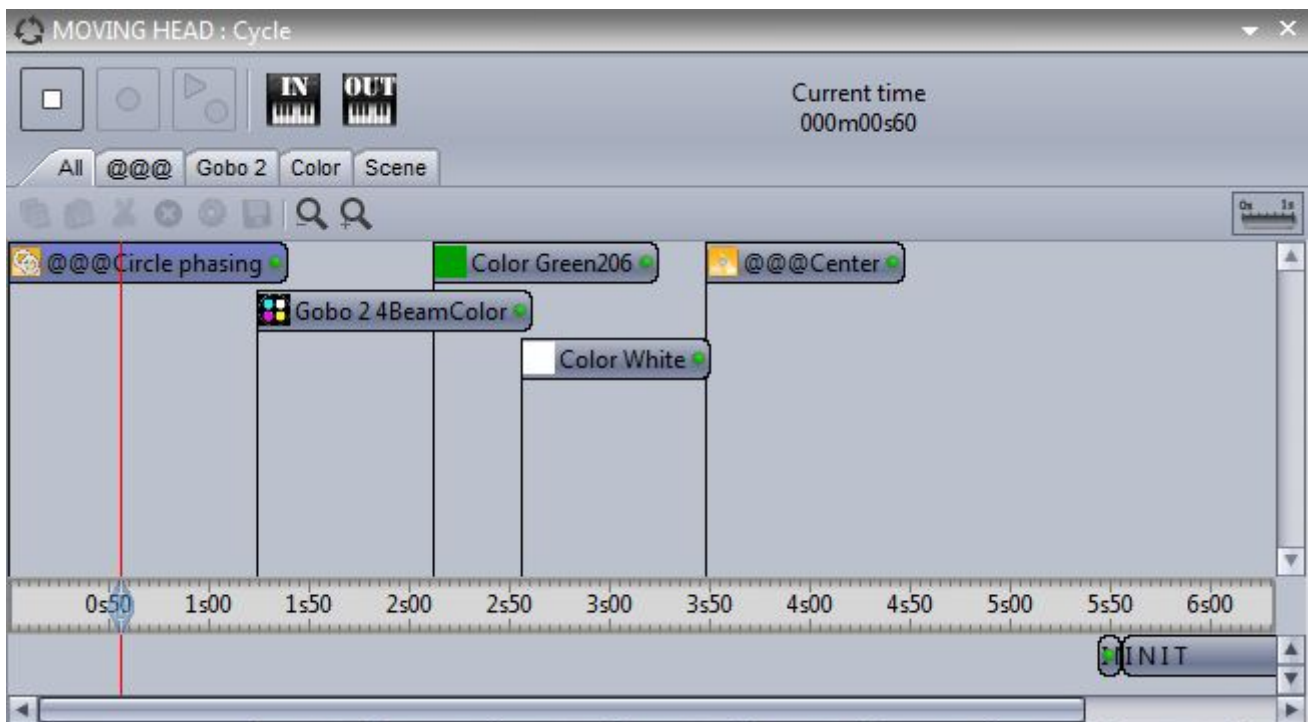 MOVING HEAD : Cycle
IN OUT
Current time
000m00s60
All @@@ Gobo 2 Color Scene
0s 1s
@@@Circle phasing Color Green206 @@@Center
Gobo 2 4BeamColor
Color White
0s50 1s00 1s50 2s00 2s50 3s00 3s50 4s00 4s50 5s00 5s50 6s00
INIT